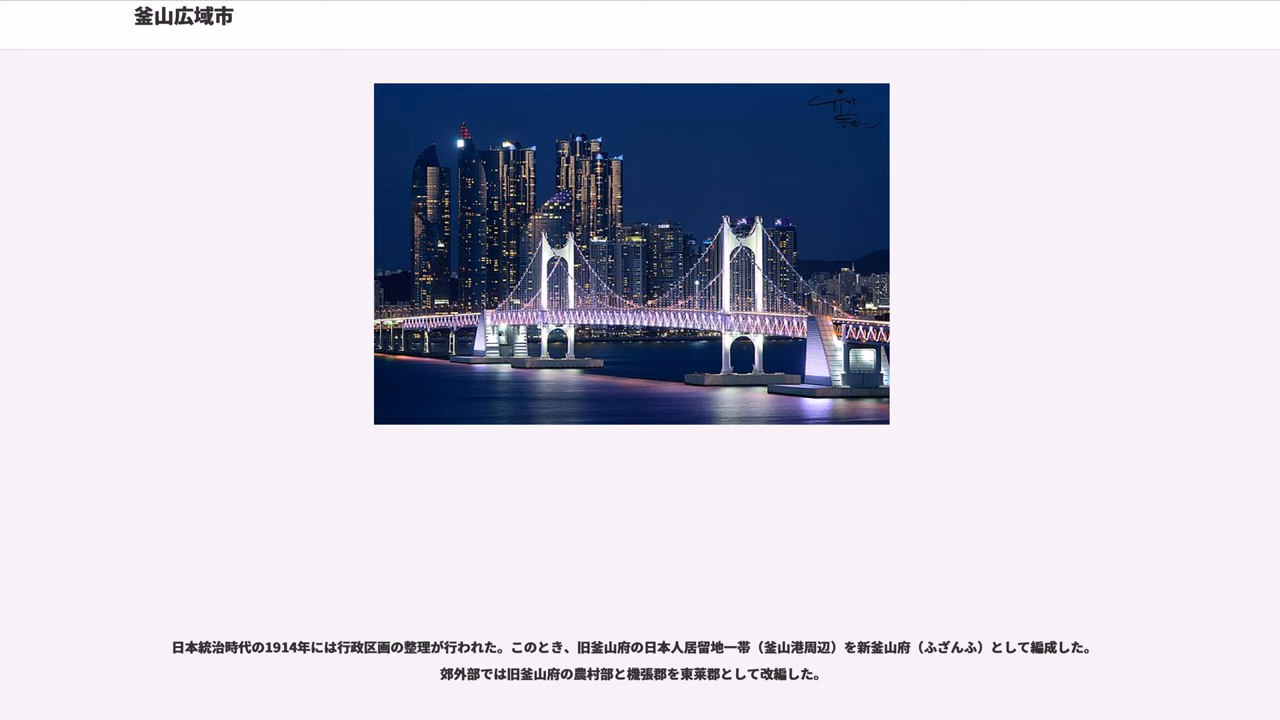 釜山広域市
日本統治時代の1914年には行政区画の整理が行われた。このとき、旧釜山府の日本人居留地一帯（釜山港周辺）を新釜山府（ふざんふ）として編成した。
郊外部では旧釜山府の農村部と機張郡を東莱郡として改編した。